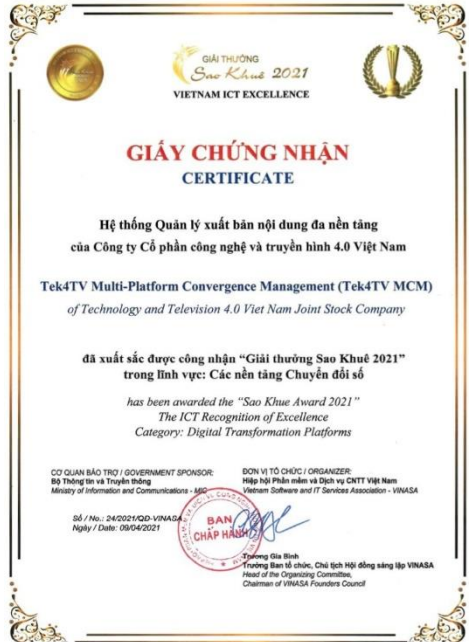 GIẢI THƯỞNG
Sao Khuê 2021
VIETNAM ICT EXCELLENCE
GIẤY CHỨNG NHẬN
CERTIFICATE
Hệ thống Quản lý xuất bản nội dung đa nền tảng
của Công ty Cổ phần công nghệ và truyền hình 4.0 Việt Nam
Tek4TV Multi-Platform Convergence Management (Tek4TV MCM)
of Technology and Television 4.0 Viet Nam Joint Stock Company
đã xuất sắc được công nhận “Giải thưởng Sao Khuê 2021”
trong lĩnh vực: Các nền tảng Chuyển đổi số
has been awarded the “Sao Khue Award 2021”
The ICT Recognition of Excellence
Category: Digital Transformation Platforms
CƠ QUAN BẢO TRỢ / GOVERNMENT SPONSOR:
Bộ Thông tin và Truyền thông
Ministry of Information and Communications - MIC
ĐƠN VỊ TỔ CHỨC / ORGANIZER:
Hiệp hội Phần mềm và Dịch vụ CNTT Việt Nam
Vietnam Software and IT Services Association - VINASA
Số / No.: 24/2021/QD-VINASA
Ngày / Date: 09/04/2021
BAN
CHẤP HÀNH
Trương Gia Bình
Trưởng Ban tổ chức, Chủ tịch Hội đồng sáng lập VINASA
Head of the Organizing Committee,
Chairman of VINASA Founders Council